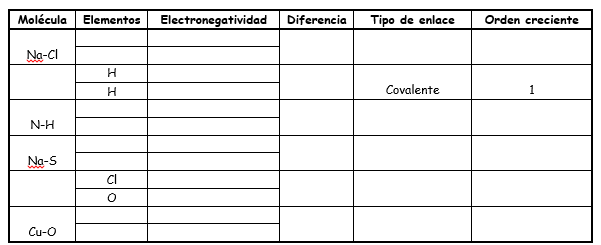 Molécula Elementos Electronegatividad Diferencia Tipo de enlace Orden creciente
Na-Cl
H
H Covalente 1
N-H
Na-S
Cl
O
Cu-O